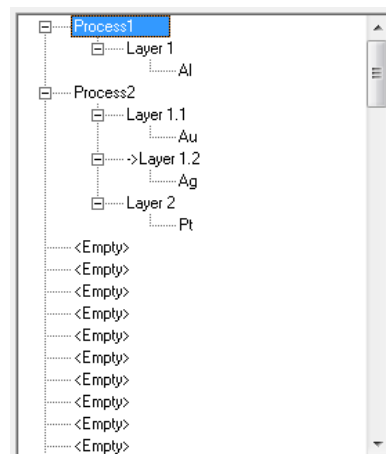 Process1
Layer 1
Al
Process2
Layer 1.1
Au
->Layer 1.2
Ag
Layer 2
Pt
<Empty>
<Empty>
<Empty>
<Empty>
<Empty>
<Empty>
<Empty>
<Empty>
<Empty>
<Empty>